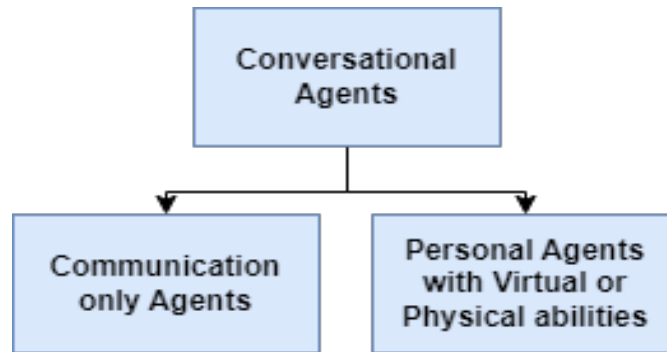 Conversational
Agents
Communication
only Agents
Personal Agents
with Virtual or
Physical abilities